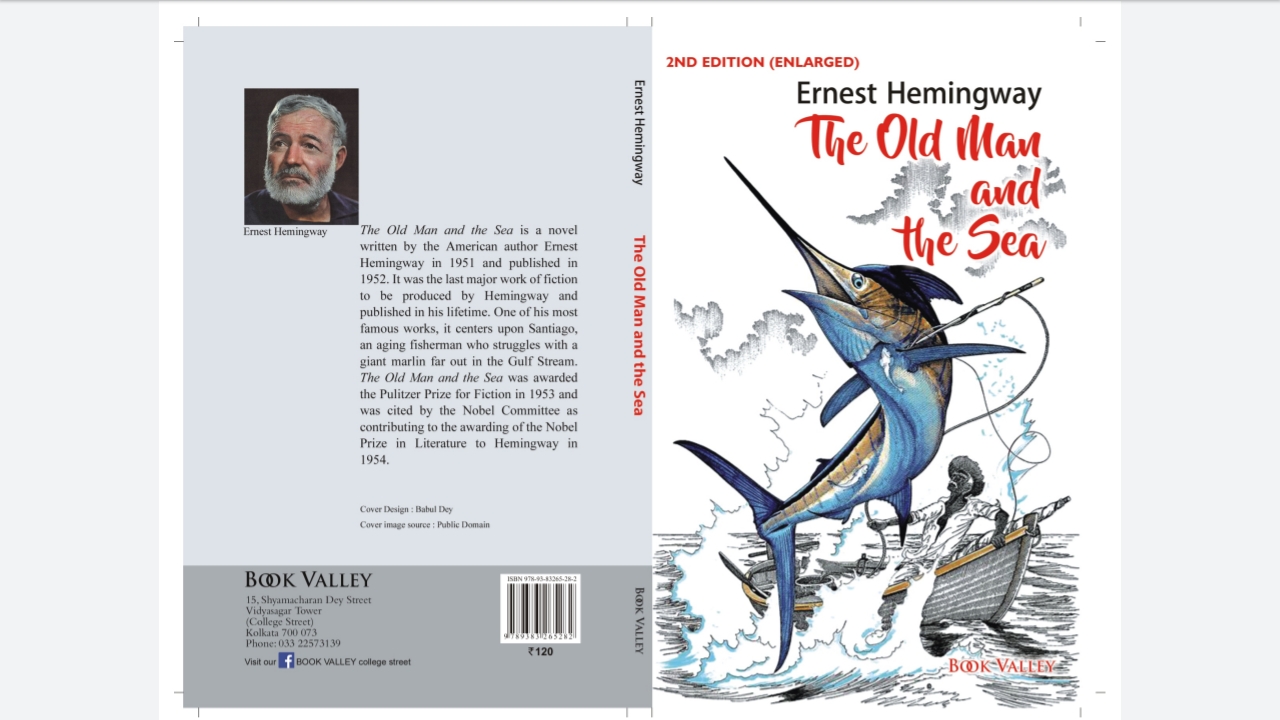 Ernest Hemingway
The Old Man and the Sea is a novel
written by the American author Ernest
Hemingway in 1951 and published in
1952. It was the last major work of fiction
to be produced by Hemingway and
published in his lifetime. One of his most
famous works, it centers upon Santiago,
an aging fisherman who struggles with a
giant marlin far out in the Gulf Stream.
The Old Man and the Sea was awarded
the Pulitzer Prize for Fiction in 1953 and
was cited by the Nobel Committee as
contributing to the awarding of the Nobel
Prize in Literature to Hemingway in
1954.
Cover Design : Babul Dey
Cover image source : Public Domain
BOOK VALLEY
15, Shyamacharan Dey Street
Vidyasagar Tower
(College Street)
Kolkata 700 073
Phone: 033 22573139
Visit our f BOOK VALLEY college street
ISBN 978-93-83265-28-2
9 789383 265282
₹120
Ernest Hemingway
The Old Man and the Sea
BOOK VALLEY
2ND EDITION (ENLARGED)
Ernest Hemingway
The Old Man
and
the Sea
BOOK VALLEY